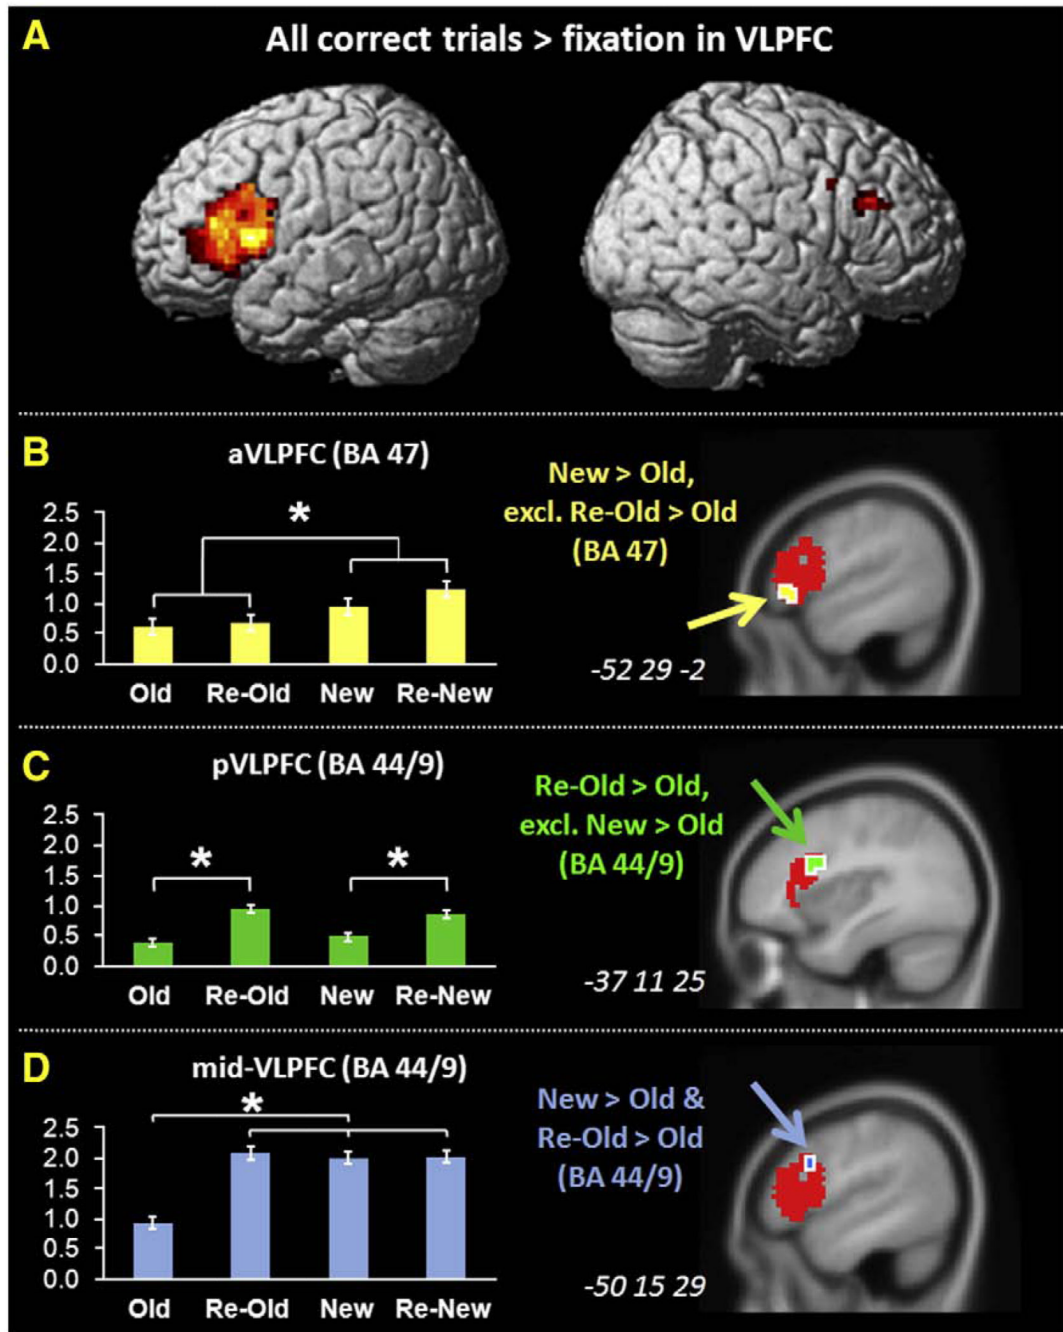 A
All correct trials > fixation in VLPFC
B
aVLPFC (BA 47)
*
2.5
2.0
1.5
1.0
0.5
0.0
Old Re-Old New Re-New
New > Old,
excl. Re-Old > Old
(BA 47)
-52 29 -2
C
pVLPFC (BA 44/9)
* *
2.5
2.0
1.5
1.0
0.5
0.0
Old Re-Old New Re-New
Re-Old > Old,
excl. New > Old
(BA 44/9)
-37 11 25
D
mid-VLPFC (BA 44/9)
*
2.5
2.0
1.5
1.0
0.5
0.0
Old Re-Old New Re-New
New > Old &
Re-Old > Old
(BA 44/9)
-50 15 29